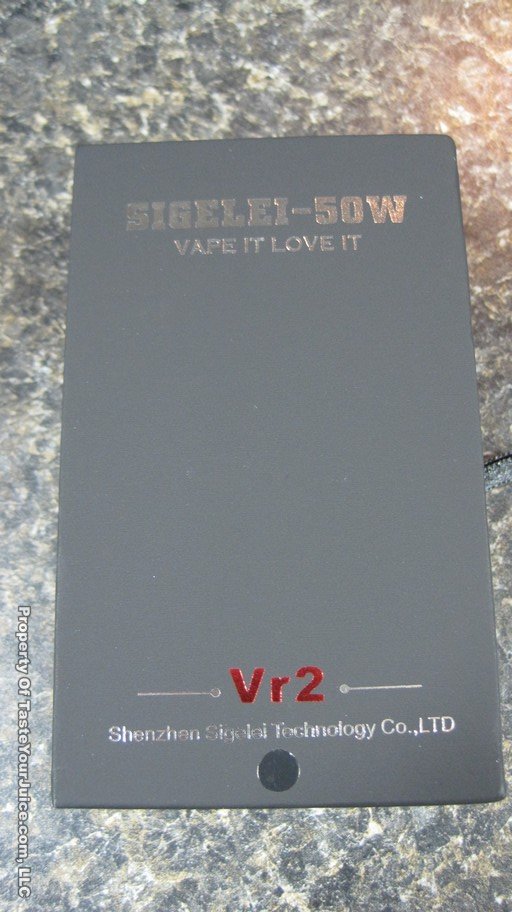 SIGELEI-50W
VAPE IT LOVE IT
Vr2
Shenzhen Sigelei Technology Co.,LTD
Property Of TasteYourJuice.com, LLC